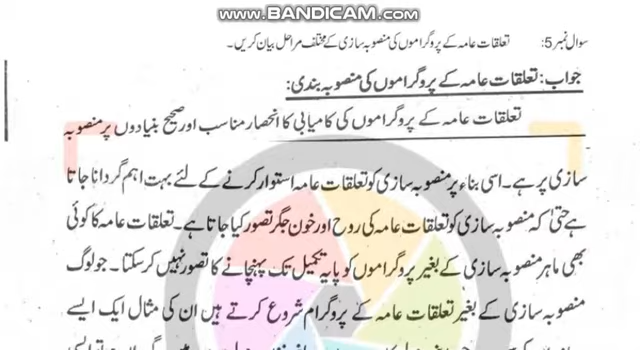 www.BANDICAM.com
سوال نمبر 5: تعلقات عامہ کے پروگراموں کی منصوبہ سازی کے مختلف مراحل بیان کریں۔
جواب: تعلقات عامہ کے پروگراموں کی منصوبہ بندی:
تعلقات عامہ کے پروگراموں کی کامیابی کا انحصار مناسب اور صحیح بنیادوں پر منصوبہ
سازی پر ہے۔ اسی بناء پر منصوبہ سازی کو تعلقات عامہ استوار کرنے کے لئے بہت اہم گردانا جاتا
ہے حتیٰ کہ منصوبہ سازی کو تعلقات عامہ کی روح اور خون جگر تصور کیا جاتا ہے۔ تعلقات عامہ کا کوئی
بھی ماہر منصوبہ سازی کے بغیر پروگراموں کو پایہ تکمیل تک پہنچانے کا تصور نہیں کر سکتا۔ جو لوگ
منصوبہ سازی کے بغیر تعلقات عامہ کے پروگرام شروع کرتے ہیں ان کی مثال ایک ایسے